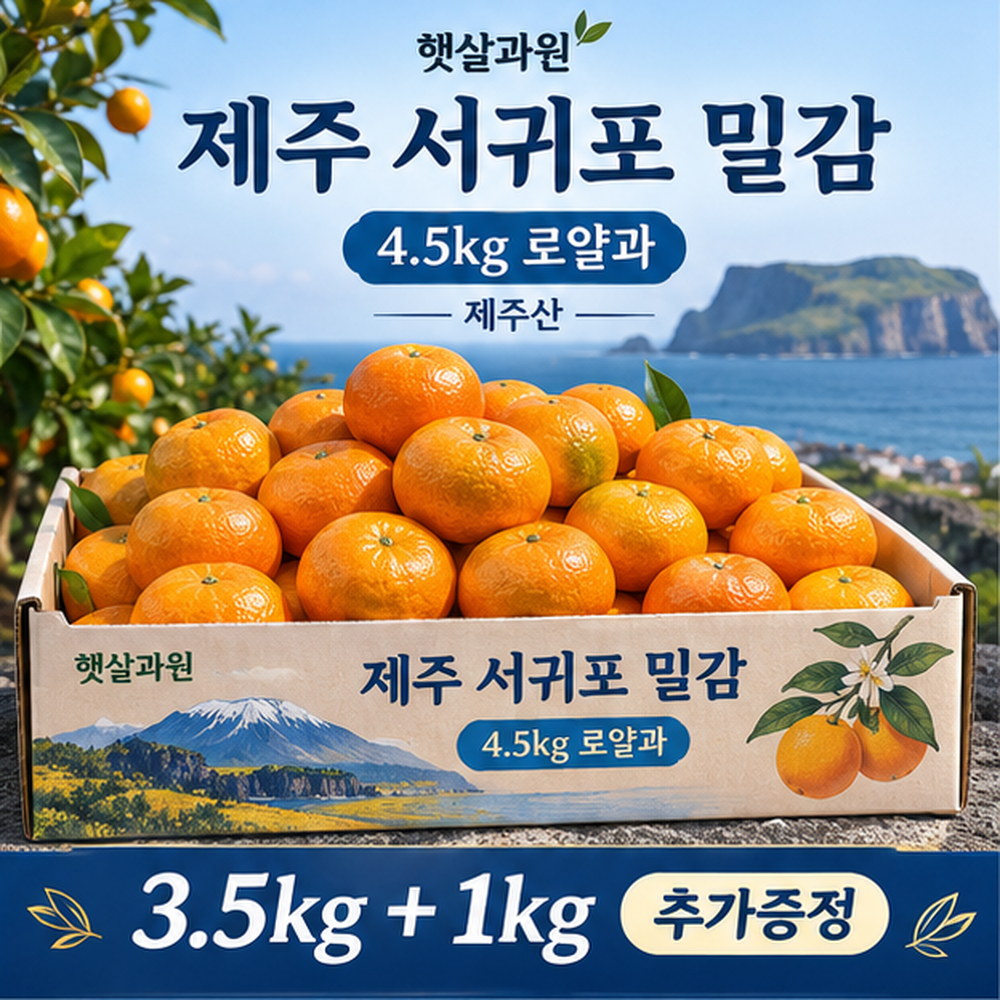 햇살과원
제주 서귀포 밀감
4.5kg 로얄과
제주산
햇살과원
제주 서귀포 밀감
4.5kg 로얄과
3.5kg + 1kg 추가증정